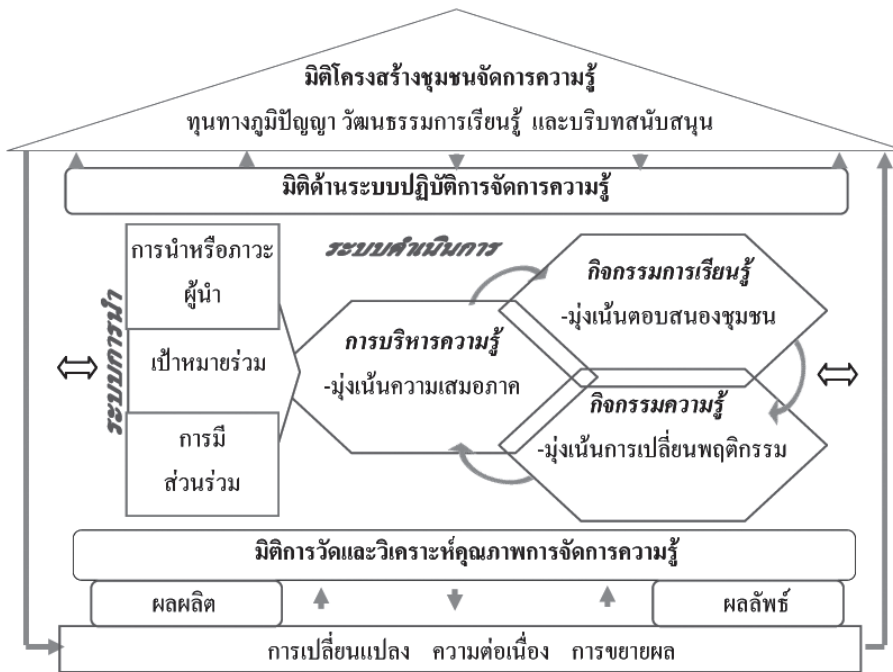 มิติโครงสร้างชุมชนจัดการความรู้
ทุนทางภูมิปัญญา วัฒนธรรมการเรียนรู้ และบริบทสนับสนุน
มิติด้านระบบปฏิบัติการจัดการความรู้
ระบบการนำ
การนำหรือภาวะ
ผู้นำ
เป้าหมายร่วม
การมี
ส่วนร่วม
ระบบดำเนินการ
การบริหารความรู้
-มุ่งเน้นความเสมอภาค
กิจกรรมการเรียนรู้
-มุ่งเน้นตอบสนองชุมชน
กิจกรรมความรู้
-มุ่งเน้นการเปลี่ยนพฤติกรรม
มิติการวัดและวิเคราะห์คุณภาพการจัดการความรู้
ผลผลิต
ผลลัพธ์
การเปลี่ยนแปลง ความต่อเนื่อง การขยายผล